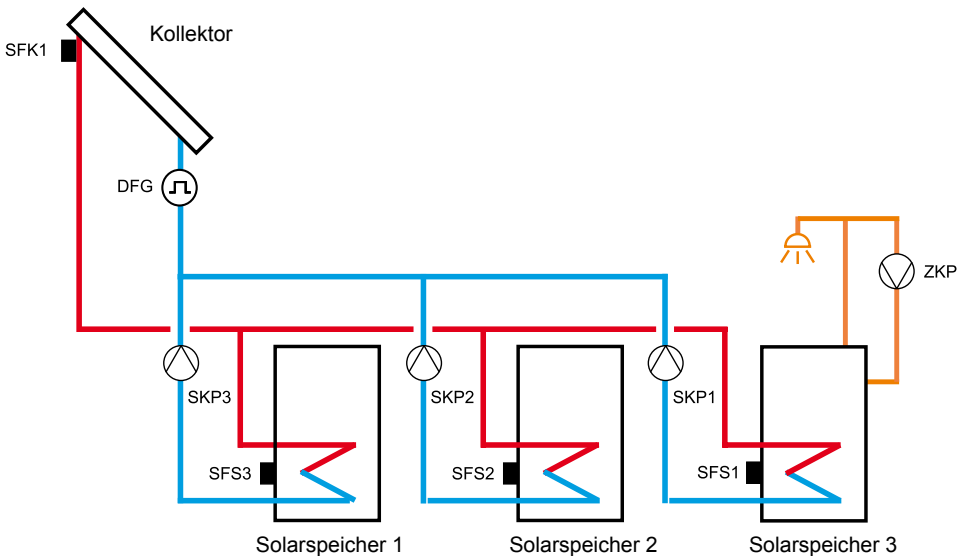 Kollektor
SFK1
DFG
ZKP
SKP3
SKP2
SKP1
SFS3
SFS2
SFS1
Solarspeicher 1
Solarspeicher 2
Solarspeicher 3